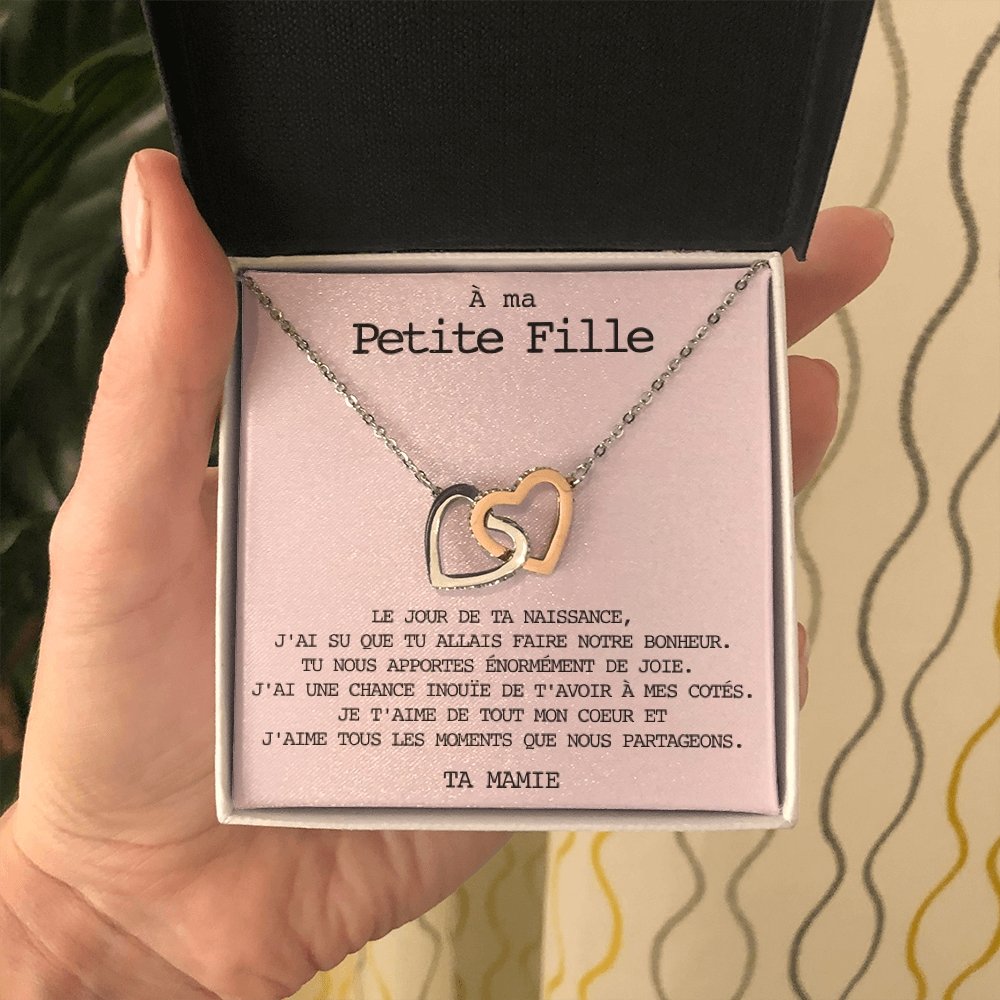 À ma
Petite Fille
LE JOUR DE TA NAISSANCE,
J'AI SU QUE TU ALLAIS FAIRE NOTRE BONHEUR.
TU NOUS APPORTES ÉNORMÉMENT DE JOIE.
J'AI UNE CHANCE INOUÏE DE T'AVOIR À MES COTÉS.
JE T'AIME DE TOUT MON COEUR ET
J'AIME TOUS LES MOMENTS QUE NOUS PARTAGEONS.
TA MAMIE